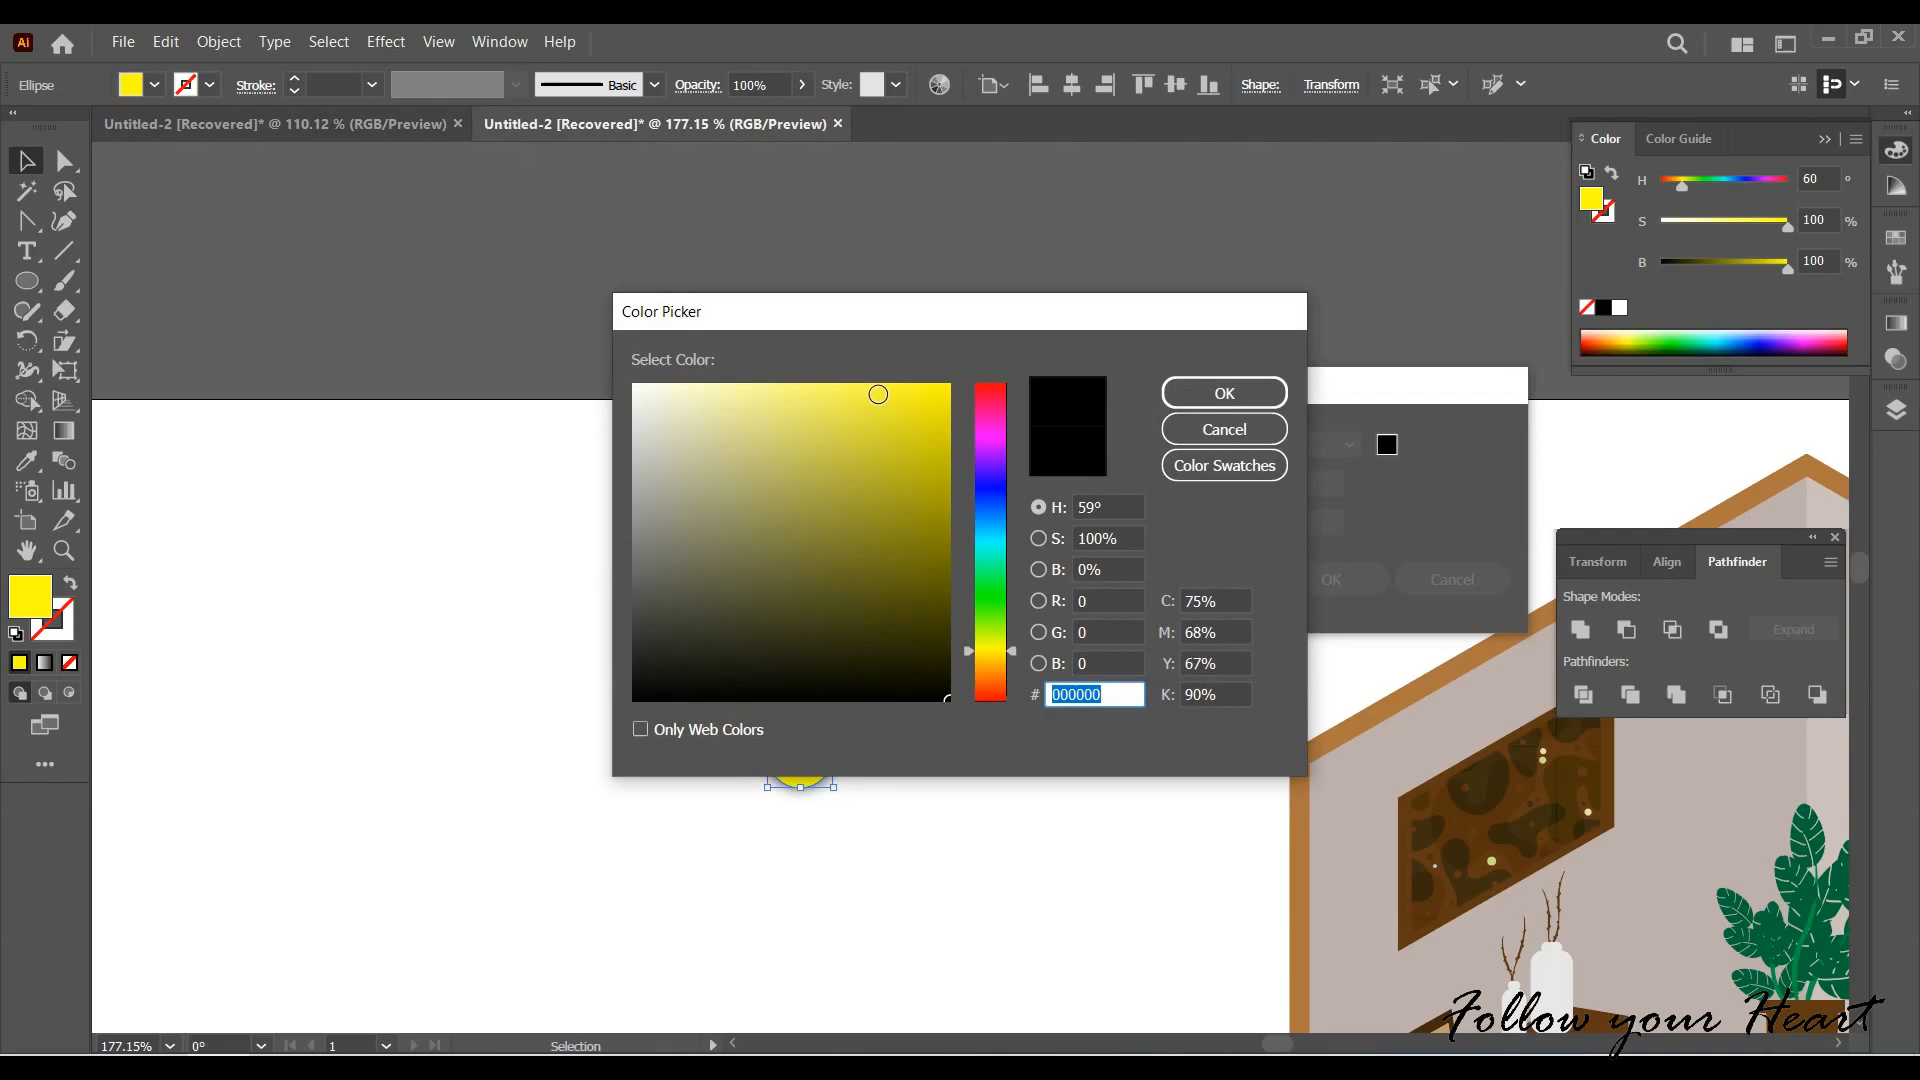 Ai
File Edit Object Type Select Effect View Window Help
Ellipse Stroke: Basic Opacity: 100% Style: Shape: Transform
Untitled-2 [Recovered]* @ 110.12 % (RGB/Preview) × Untitled-2 [Recovered]* @ 177.15 % (RGB/Preview) ×
Color Color Guide
H 60 °
S 100 %
B 100 %
Color Picker
Select Color:
OK
Cancel
Color Swatches
H: 59°
S: 100%
B: 0%
R: 0 C: 75%
G: 0 M: 68%
B: 0 Y: 67%
# 000000 K: 90%
Only Web Colors
OK Cancel
Transform Align Pathfinder
Shape Modes:
Expand
Pathfinders:
Follow your Heart
177.15% 0° 1 Selection